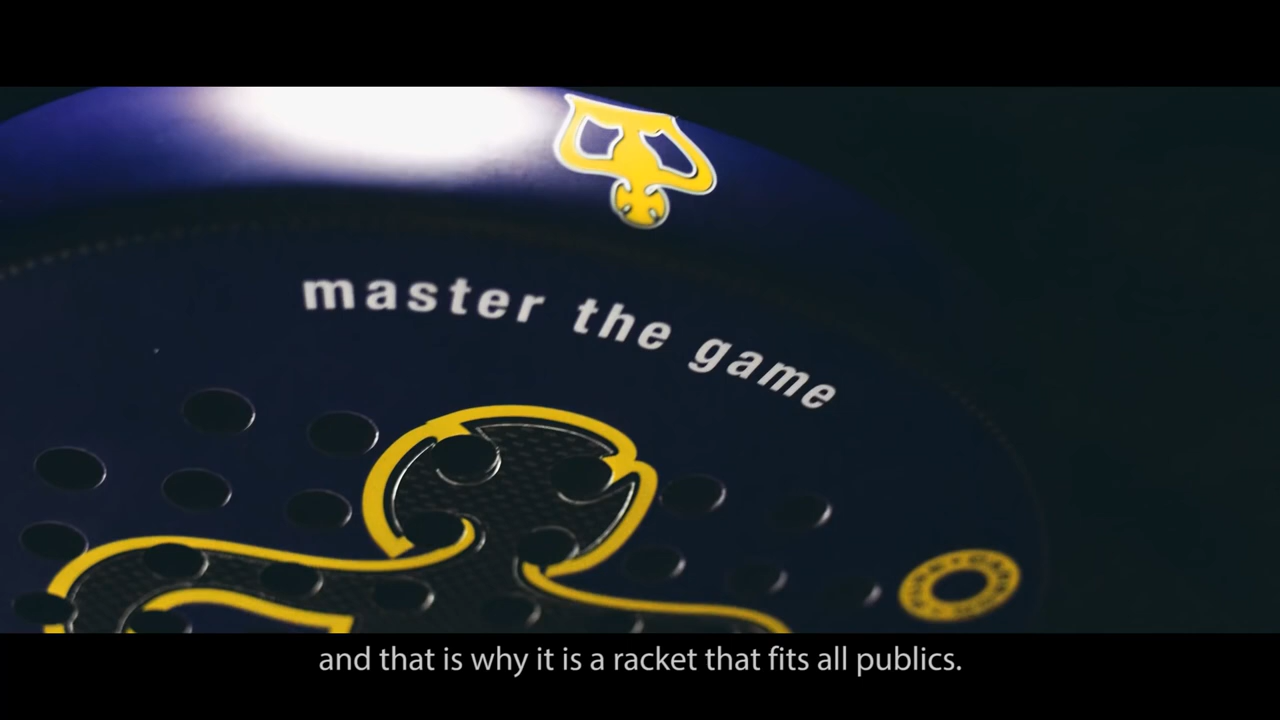 master the game
and that is why it is a racket that fits all publics.